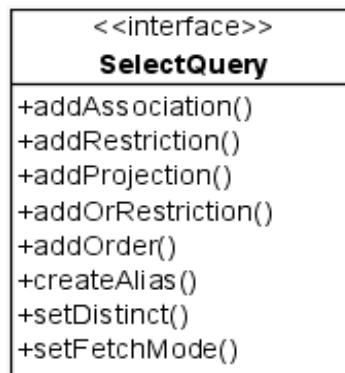 <<interface>>
SelectQuery
+addAssociation()
+addRestriction()
+addProjection()
+addOrRestriction()
+addOrder()
+createAlias()
+setDistinct()
+setFetchMode()